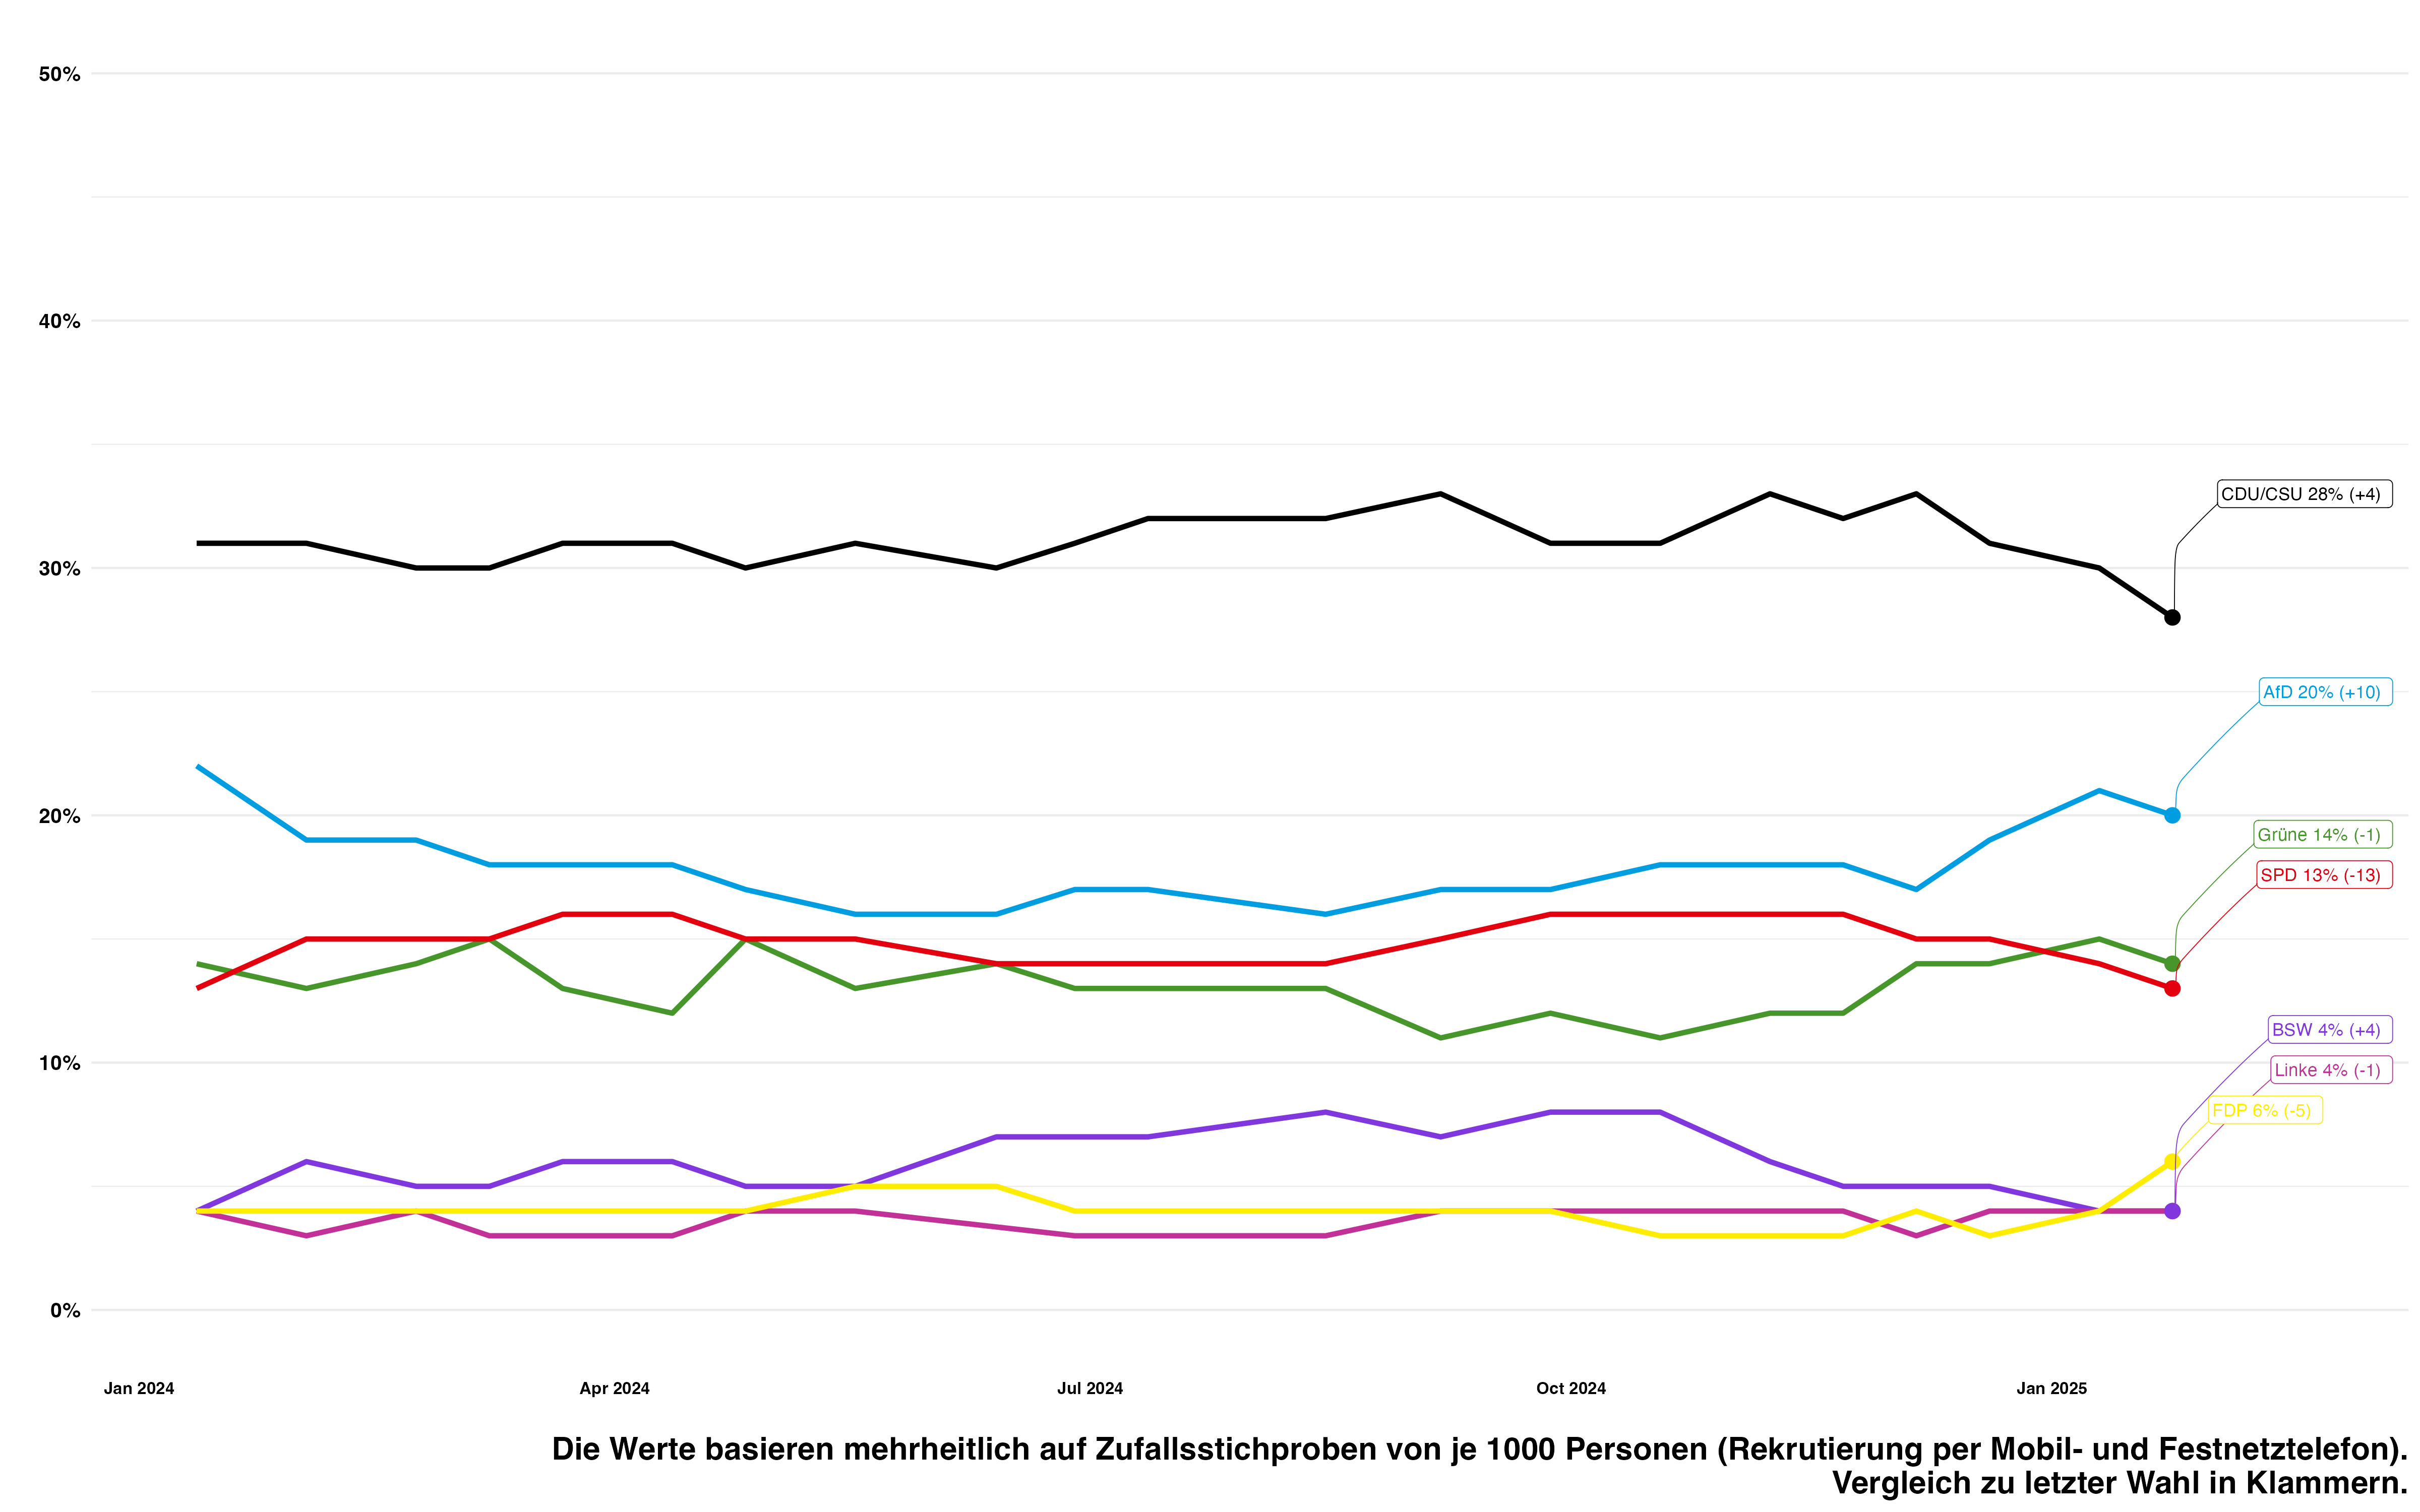 50%
40%
30%
20%
10%
0%
CDU/CSU 28% (+4)
AfD 20% (+10)
Grüne 14% (-1)
SPD 13% (-13)
BSW 4% (+4)
Linke 4% (-1)
FDP 6% (-5)
Jan 2024
Apr 2024
Jul 2024
Oct 2024
Jan 2025
Die Werte basieren mehrheitlich auf Zufallsstichproben von je 1000 Personen (Rekrutierung per Mobil- und Festnetztelefon).
Vergleich zu letzter Wahl in Klammern.